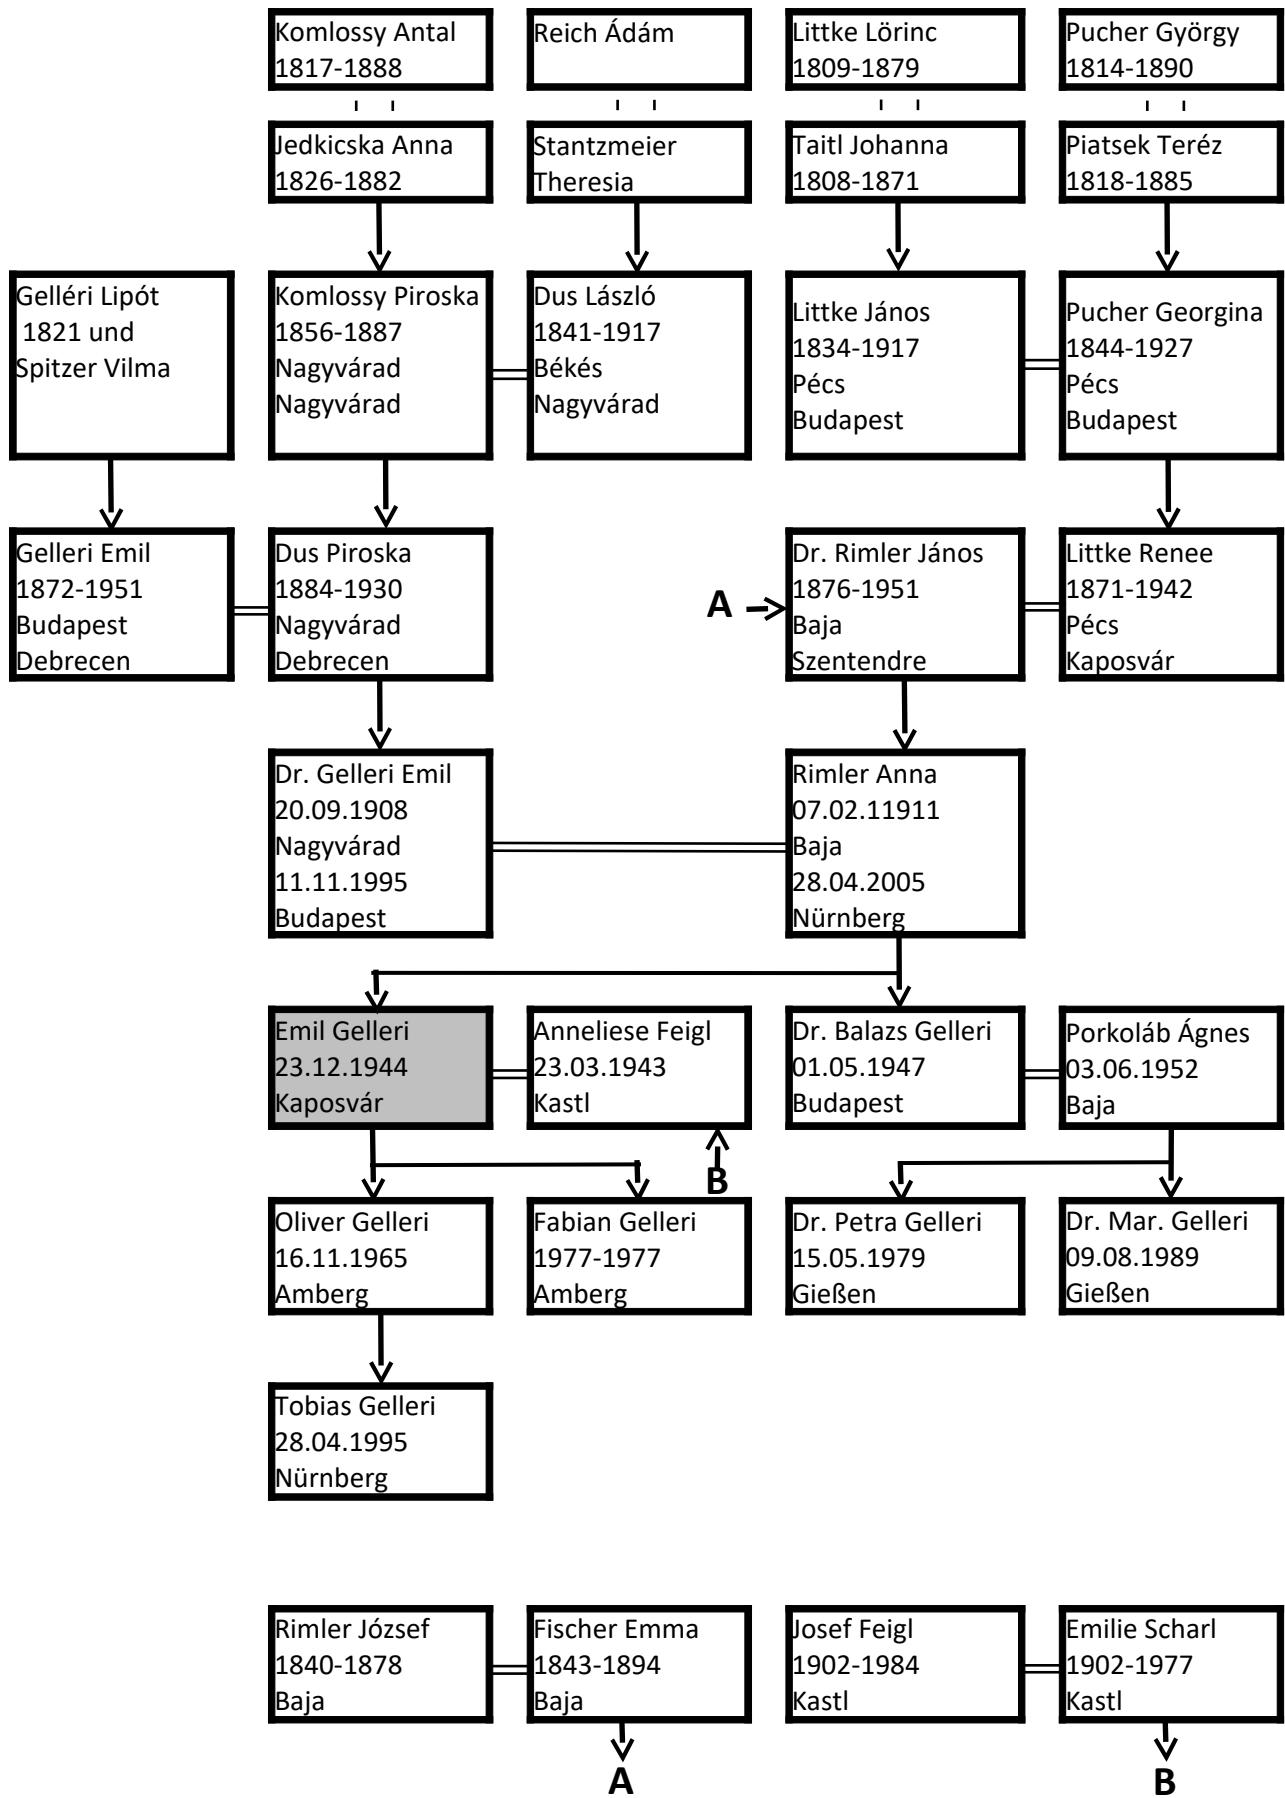 Komlossy Antal
1817-1888
Reich Ádám
Littke Lörinc
1809-1879
Pucher György
1814-1890
Jedkicska Anna
1826-1882
Stantzmeier
Theresia
Taitl Johanna
1808-1871
Piatsek Teréz
1818-1885
Gelléri Lipót
1821 und
Spitzer Vilma
Komlossy Piroska
1856-1887
Nagyvárad
Nagyvárad
Dus László
1841-1917
Békés
Nagyvárad
Littke János
1834-1917
Pécs
Budapest
Pucher Georgina
1844-1927
Pécs
Budapest
Gelleri Emil
1872-1951
Budapest
Debrecen
Dus Piroska
1884-1930
Nagyvárad
Debrecen
A
Dr. Rimler János
1876-1951
Baja
Szentendre
Littke Renee
1871-1942
Pécs
Kaposvár
Dr. Gelleri Emil
20.09.1908
Nagyvárad
11.11.1995
Budapest
Rimler Anna
07.02.11911
Baja
28.04.2005
Nürnberg
Emil Gelleri
23.12.1944
Kaposvár
Anneliese Feigl
23.03.1943
Kastl
Dr. Balazs Gelleri
01.05.1947
Budapest
Porkoláb Ágnes
03.06.1952
Baja
B
Oliver Gelleri
16.11.1965
Amberg
Fabian Gelleri
1977-1977
Amberg
Dr. Petra Gelleri
15.05.1979
Gießen
Dr. Mar. Gelleri
09.08.1989
Gießen
Tobias Gelleri
28.04.1995
Nürnberg
Rimler József
1840-1878
Baja
Fischer Emma
1843-1894
Baja
Josef Feigl
1902-1984
Kastl
Emilie Scharl
1902-1977
Kastl
A
B